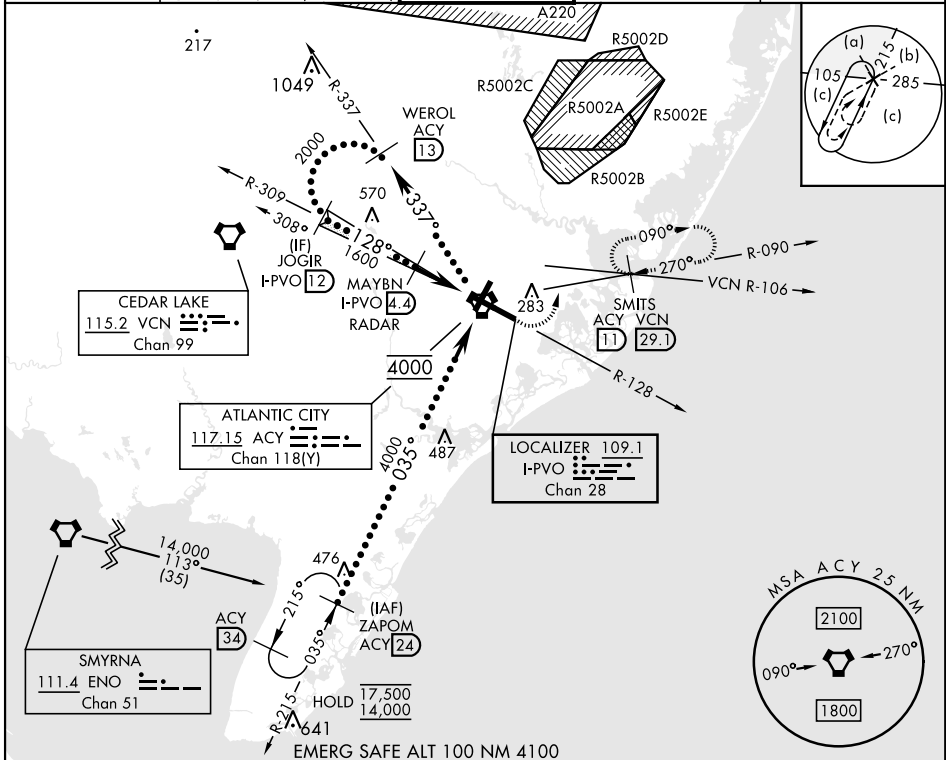 A220
217
1049
R-337
R5002D
R5002C
R5002A
R5002E
R5002B
(a)
215
(b)
105
285
(c)
(c)
WEROL
ACY
13
2000
337°
570
R-309
308°
128°
1600
(IF)
JOGIR
I-PVO 12
MAYBN
I-PVO 4.4
RADAR
283
090°
270°
R-090
VCN R-106
SMITS
ACY VCN
11 29.1
R-128
CEDAR LAKE
115.2 VCN
Chan 99
4000
ATLANTIC CITY
117.15 ACY
Chan 118(Y)
4000
035°
487
LOCALIZER 109.1
I-PVO
Chan 28
14,000
113°
(35)
476
215°
035°
(IAF)
ZAPOM
ACY 24
ACY
34
SMYRNA
111.4 ENO
Chan 51
HOLD 17,500
14,000
R-215
641
EMERG SAFE ALT 100 NM 4100
MSA ACY 25 NM
2100
090°
270°
1800